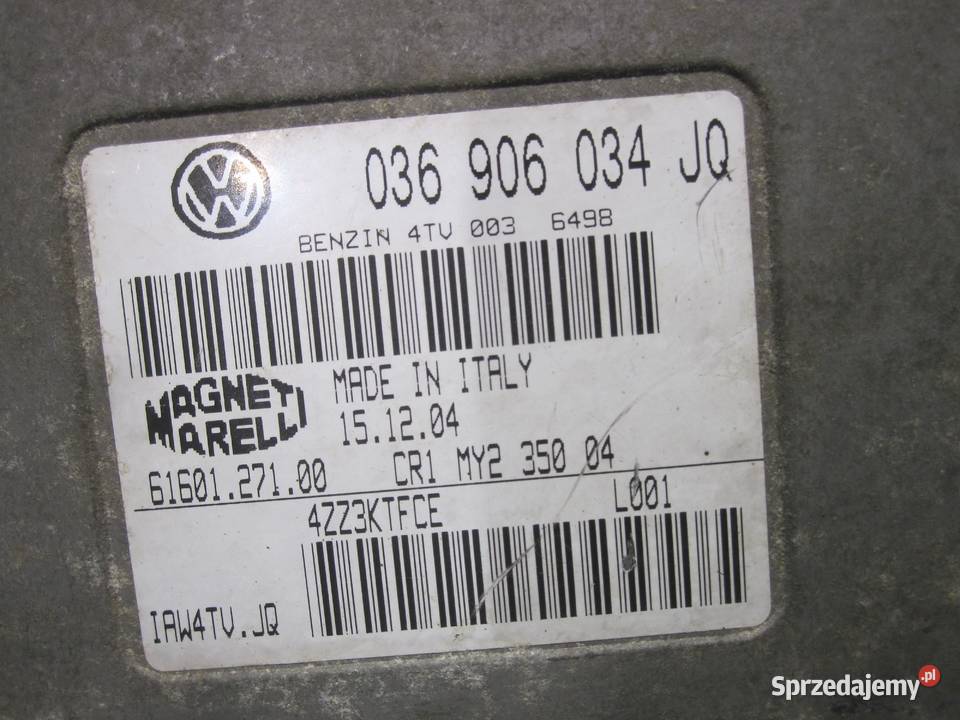 036 906 034 JQ
BENZIN 4TV 003 6498
MADE IN ITALY
MAGNETI
MARELLI
15.12.04
61601.271.00 CR1 MY2 350 04
4ZZ3KTFCE L001
IAW4TV.JQ
Sprzedajemy.pl